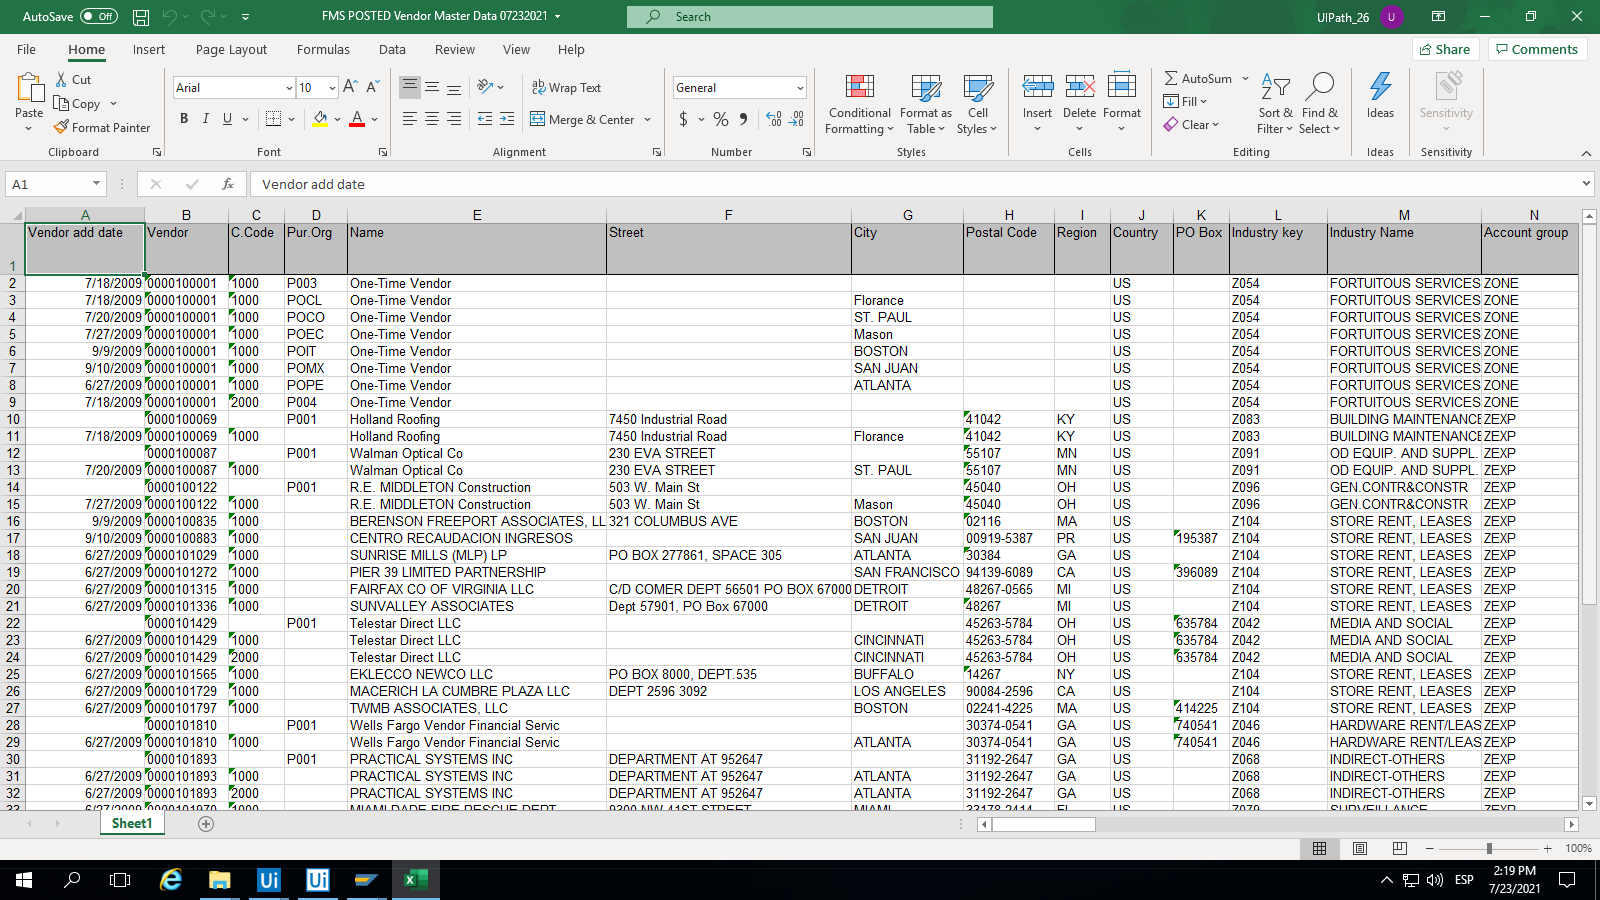 AutoSave Off FMS POSTED Vendor Master Data 07232021 Search UIPath_26 U
File Home Insert Page Layout Formulas Data Review View Help Share Comments
Paste Cut Copy Format Painter Clipboard
Arial 10 B I U A Font
Wrap Text Merge & Center Alignment
General $ % Number
Conditional Formatting Format as Table Cell Styles Styles
Insert Delete Format Cells
AutoSum Fill Clear Sort & Filter Find & Select Editing
Ideas Ideas
Sensitivity Sensitivity
A1 fx Vendor add date
A B C D E F G H I J K L M N
1 Vendor add date Vendor C.Code Pur.Org Name Street City Postal Code Region Country PO Box Industry key Industry Name Account group
2 7/18/2009 0000100001 1000 P003 One-Time Vendor US Z054 FORTUITOUS SERVICES ZONE
3 7/18/2009 0000100001 1000 POCL One-Time Vendor Florance US Z054 FORTUITOUS SERVICES ZONE
4 7/20/2009 0000100001 1000 POCO One-Time Vendor ST. PAUL US Z054 FORTUITOUS SERVICES ZONE
5 7/27/2009 0000100001 1000 POEC One-Time Vendor Mason US Z054 FORTUITOUS SERVICES ZONE
6 9/9/2009 0000100001 1000 POIT One-Time Vendor BOSTON US Z054 FORTUITOUS SERVICES ZONE
7 9/10/2009 0000100001 1000 POMX One-Time Vendor SAN JUAN US Z054 FORTUITOUS SERVICES ZONE
8 6/27/2009 0000100001 1000 POPE One-Time Vendor ATLANTA US Z054 FORTUITOUS SERVICES ZONE
9 7/18/2009 0000100001 2000 P004 One-Time Vendor US Z054 FORTUITOUS SERVICES ZONE
10 0000100069 P001 Holland Roofing 7450 Industrial Road 41042 KY US Z083 BUILDING MAINTENANCE ZEXP
11 7/18/2009 0000100069 1000 Holland Roofing 7450 Industrial Road Florance 41042 KY US Z083 BUILDING MAINTENANCE ZEXP
12 0000100087 P001 Walman Optical Co 230 EVA STREET 55107 MN US Z091 OD EQUIP. AND SUPPL. ZEXP
13 7/20/2009 0000100087 1000 Walman Optical Co 230 EVA STREET ST. PAUL 55107 MN US Z091 OD EQUIP. AND SUPPL. ZEXP
14 0000100122 P001 R.E. MIDDLETON Construction 503 W. Main St 45040 OH US Z096 GEN.CONTR&CONSTR ZEXP
15 7/27/2009 0000100122 1000 R.E. MIDDLETON Construction 503 W. Main St Mason 45040 OH US Z096 GEN.CONTR&CONSTR ZEXP
16 9/9/2009 0000100835 1000 BERENSON FREEPORT ASSOCIATES, LL 321 COLUMBUS AVE BOSTON 02116 MA US Z104 STORE RENT, LEASES ZEXP
17 9/10/2009 0000100883 1000 CENTRO RECAUDACION INGRESOS SAN JUAN 00919-5387 PR US 195387 Z104 STORE RENT, LEASES ZEXP
18 6/27/2009 0000101029 1000 SUNRISE MILLS (MLP) LP PO BOX 277861, SPACE 305 ATLANTA 30384 GA US Z104 STORE RENT, LEASES ZEXP
19 6/27/2009 0000101272 1000 PIER 39 LIMITED PARTNERSHIP SAN FRANCISCO 94139-6089 CA US 396089 Z104 STORE RENT, LEASES ZEXP
20 6/27/2009 0000101315 1000 FAIRFAX CO OF VIRGINIA LLC C/D COMER DEPT 56501 PO BOX 67000 DETROIT 48267-0565 MI US Z104 STORE RENT, LEASES ZEXP
21 6/27/2009 0000101336 1000 SUNVALLEY ASSOCIATES Dept 57901, PO Box 67000 DETROIT 48267 MI US Z104 STORE RENT, LEASES ZEXP
22 0000101429 P001 Telestar Direct LLC 45263-5784 OH US 635784 Z042 MEDIA AND SOCIAL ZEXP
23 6/27/2009 0000101429 1000 Telestar Direct LLC CINCINNATI 45263-5784 OH US 635784 Z042 MEDIA AND SOCIAL ZEXP
24 6/27/2009 0000101429 2000 Telestar Direct LLC CINCINNATI 45263-5784 OH US 635784 Z042 MEDIA AND SOCIAL ZEXP
25 6/27/2009 0000101565 1000 EKLECCO NEWCO LLC PO BOX 8000, DEPT.535 BUFFALO 14267 NY US Z104 STORE RENT, LEASES ZEXP
26 6/27/2009 0000101729 1000 MACERICH LA CUMBRE PLAZA LLC DEPT 2596 3092 LOS ANGELES 90084-2596 CA US Z104 STORE RENT, LEASES ZEXP
27 6/27/2009 0000101797 1000 TWMB ASSOCIATES, LLC BOSTON 02241-4225 MA US 414225 Z104 STORE RENT, LEASES ZEXP
28 0000101810 P001 Wells Fargo Vendor Financial Servic 30374-0541 GA US 740541 Z046 HARDWARE RENT/LEAS ZEXP
29 6/27/2009 0000101810 1000 Wells Fargo Vendor Financial Servic ATLANTA 30374-0541 GA US 740541 Z046 HARDWARE RENT/LEAS ZEXP
30 0000101893 P001 PRACTICAL SYSTEMS INC DEPARTMENT AT 952647 31192-2647 GA US Z068 INDIRECT-OTHERS ZEXP
31 6/27/2009 0000101893 1000 PRACTICAL SYSTEMS INC DEPARTMENT AT 952647 ATLANTA 31192-2647 GA US Z068 INDIRECT-OTHERS ZEXP
32 6/27/2009 0000101893 2000 PRACTICAL SYSTEMS INC DEPARTMENT AT 952647 ATLANTA 31192-2647 GA US Z068 INDIRECT-OTHERS ZEXP
33 6/27/2009 0000101970 1000 MIAMI DADE FIRE RESCUE DEPT 9300 NW 41ST STREET MIAMI 33178-2414 FL US Z079 SURVEILLANCE ZEXP
Sheet1
100%
Ui Ui ESP 2:19 PM
7/23/2021